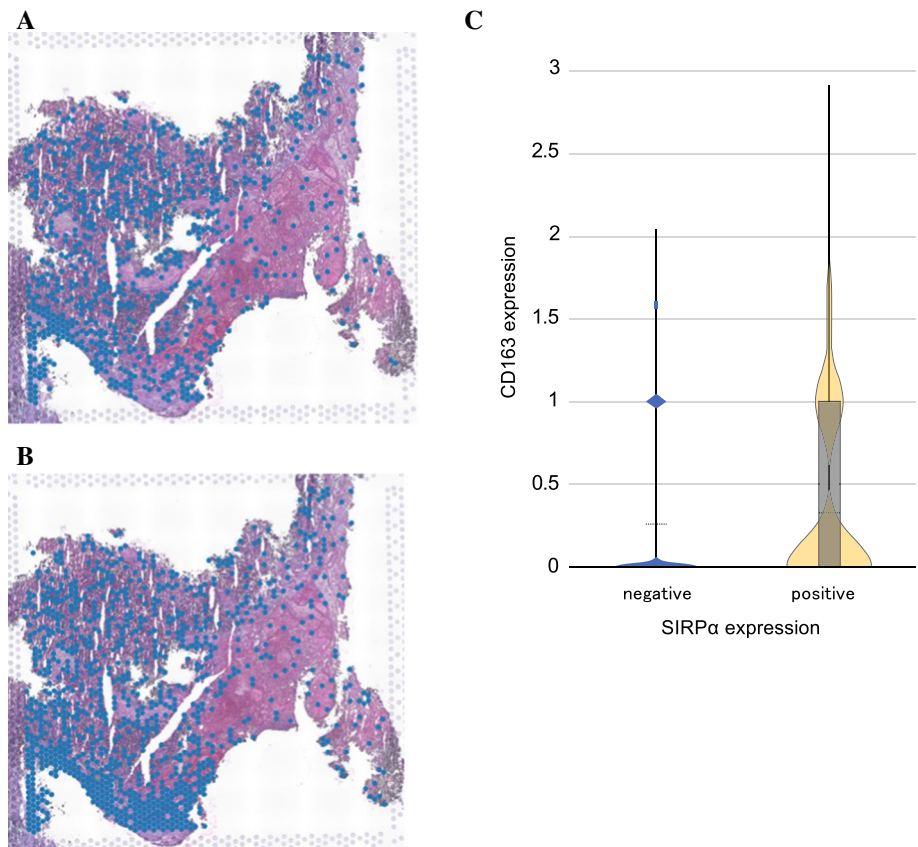 A
B
C
3
2.5
2
1.5
1
0.5
0
CD163 expression
negative
positive
SIRPα expression